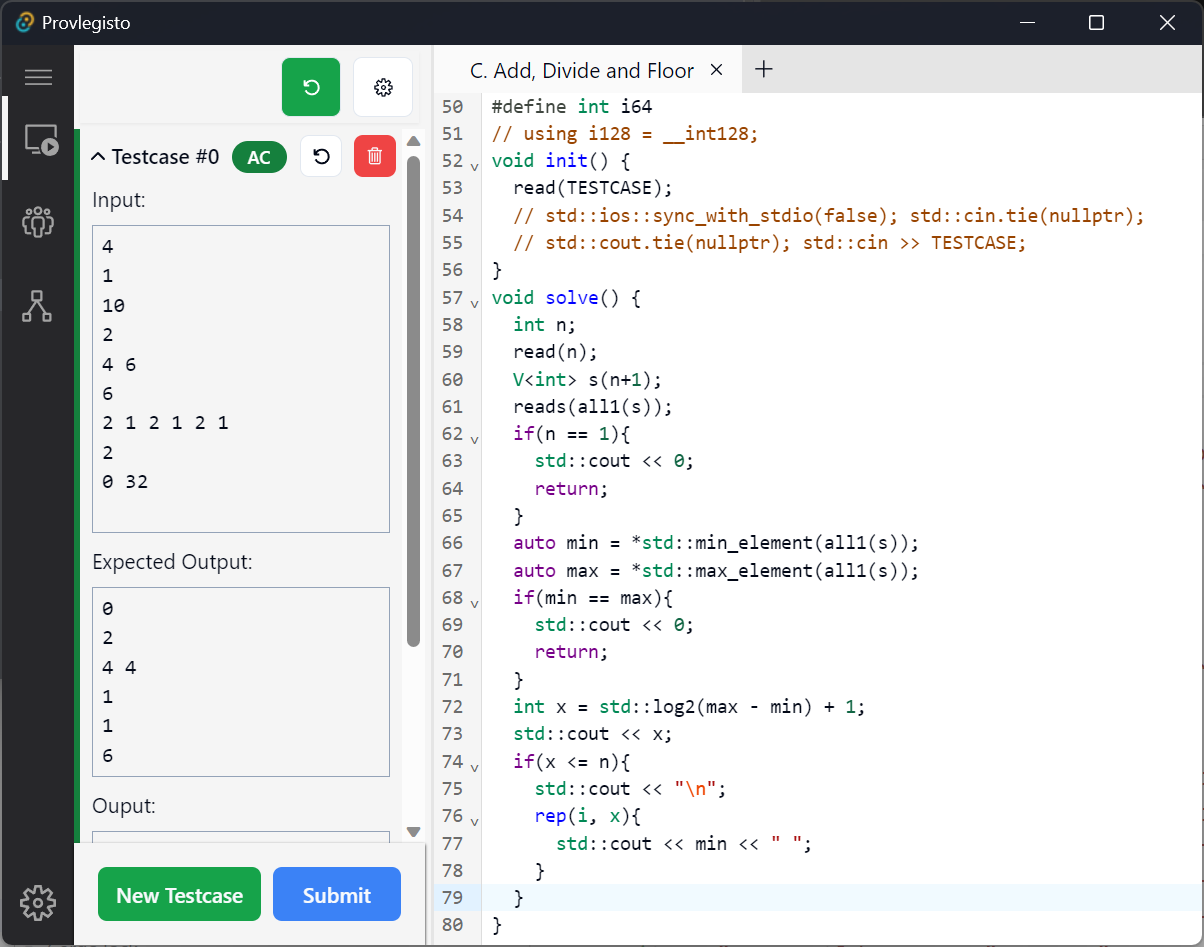 Provlegisto
C. Add, Divide and Floor
Testcase #0 AC
Input:
4
1
10
2
4 6
6
2 1 2 1 2 1
2
0 32
Expected Output:
0
2
4 4
1
1
6
Ouput:
New Testcase
Submit
50 #define int i64
51 // using i128 = __int128;
52 void init() {
53   read(TESTCASE);
54   // std::ios::sync_with_stdio(false); std::cin.tie(nullptr);
55   // std::cout.tie(nullptr); std::cin >> TESTCASE;
56 }
57 void solve() {
58   int n;
59   read(n);
60   V<int> s(n+1);
61   reads(all1(s));
62   if(n == 1){
63     std::cout << 0;
64     return;
65   }
66   auto min = *std::min_element(all1(s));
67   auto max = *std::max_element(all1(s));
68   if(min == max){
69     std::cout << 0;
70     return;
71   }
72   int x = std::log2(max - min) + 1;
73   std::cout << x;
74   if(x <= n){
75     std::cout << "\n";
76     rep(i, x){
77       std::cout << min << " ";
78     }
79   }
80 }